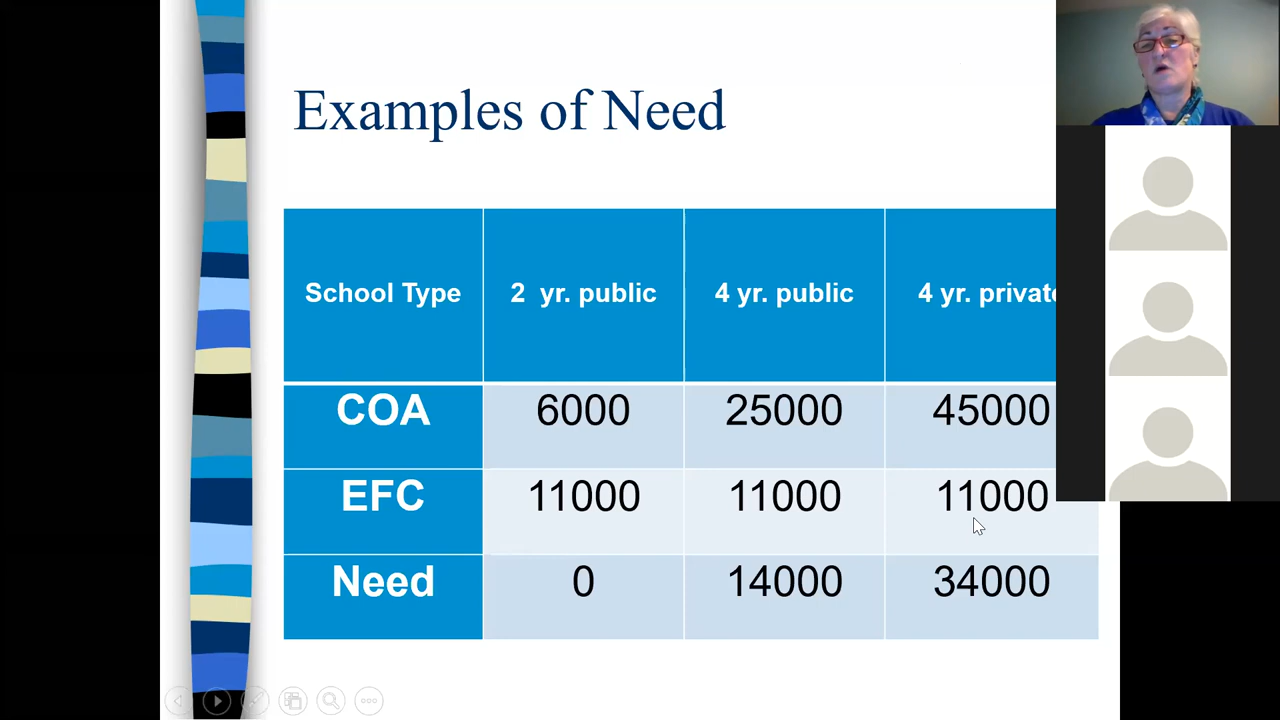 Examples of Need
School Type 2 yr. public 4 yr. public 4 yr. private
COA 6000 25000 45000
EFC 11000 11000 11000
Need 0 14000 34000